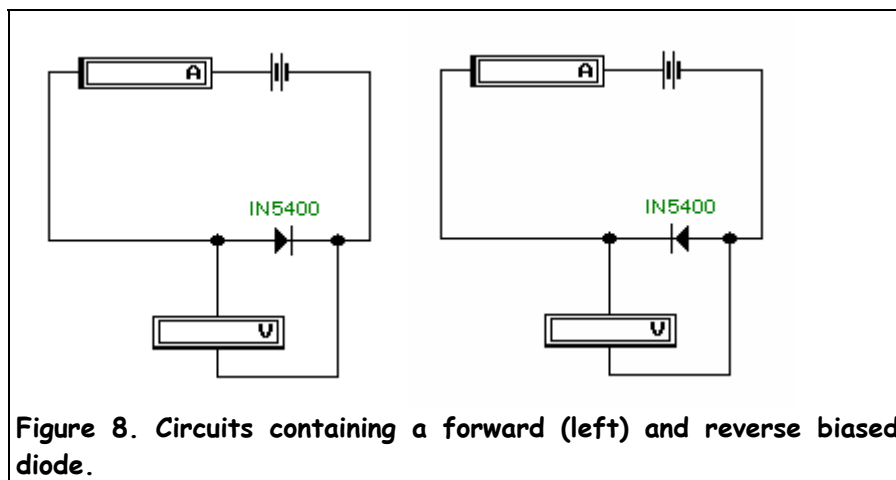 A
A
IN5400
IN5400
V
V
Figure 8. Circuits containing a forward (left) and reverse biased
diode.